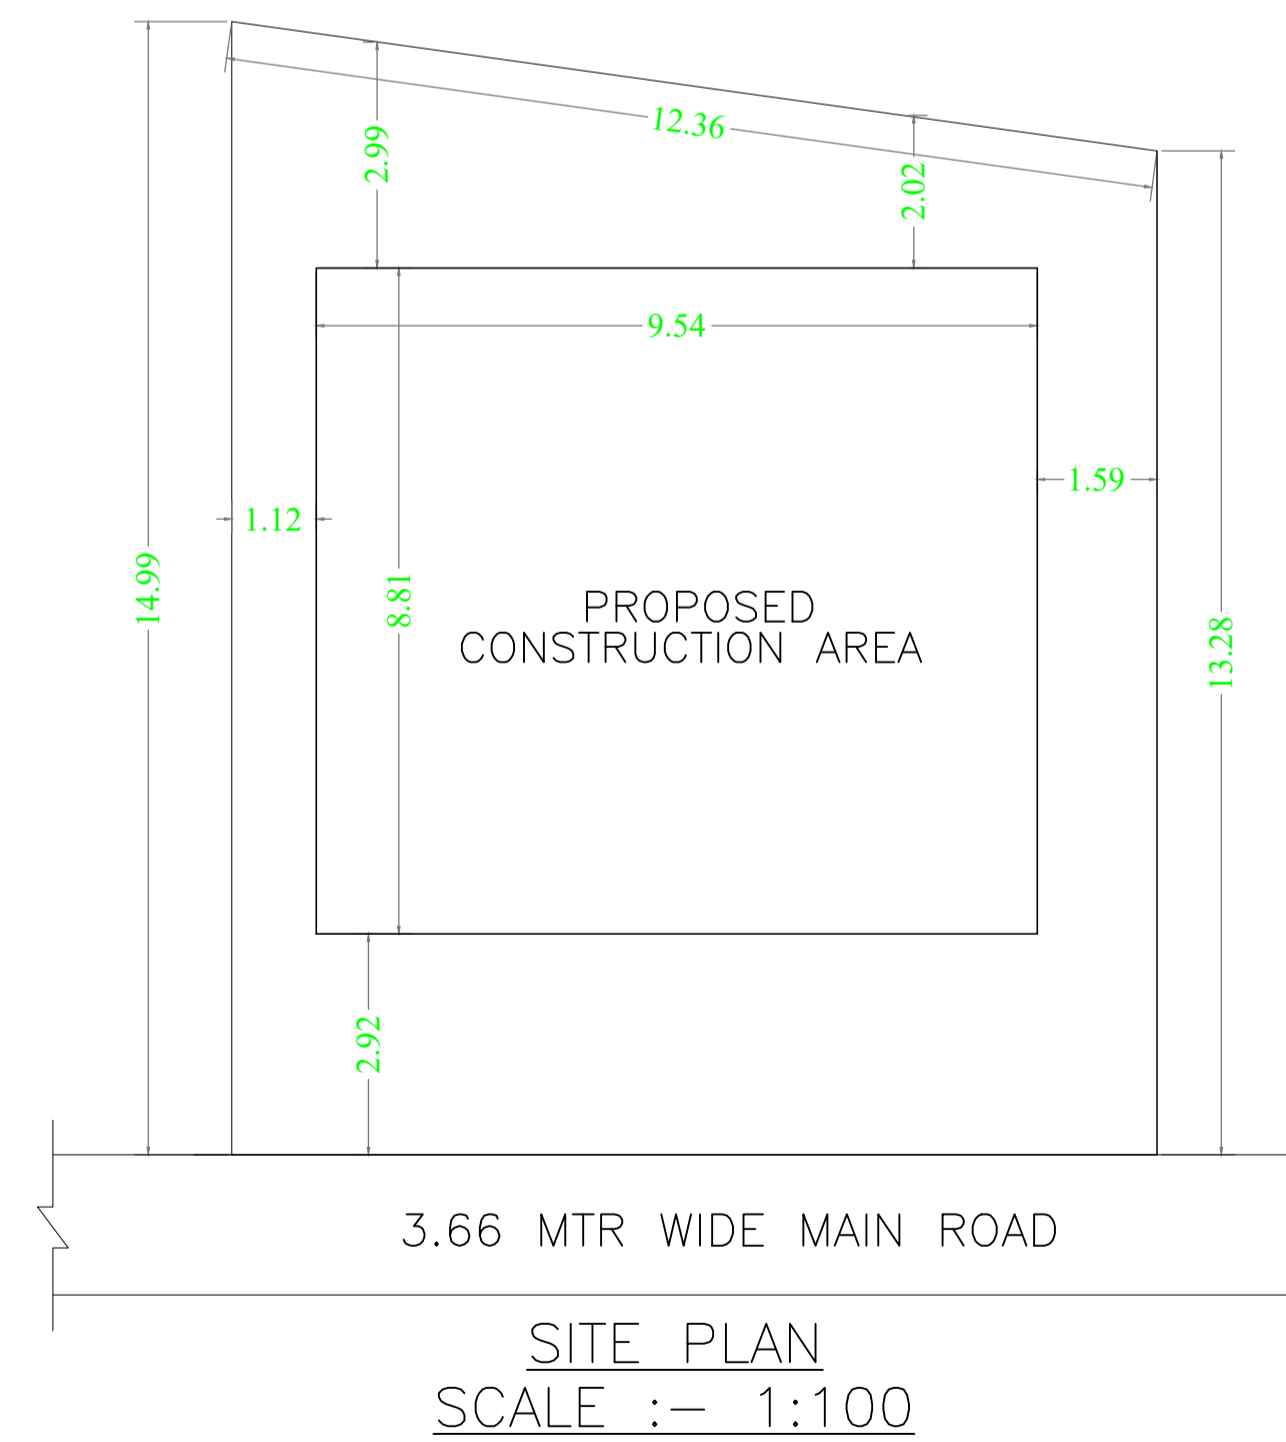 12.36
2.99
2.02
9.54
1.59
1.12
14.99
8.81
PROPOSED
CONSTRUCTION AREA
13.28
2.92
3.66 MTR WIDE MAIN ROAD
SITE PLAN
SCALE :- 1:100